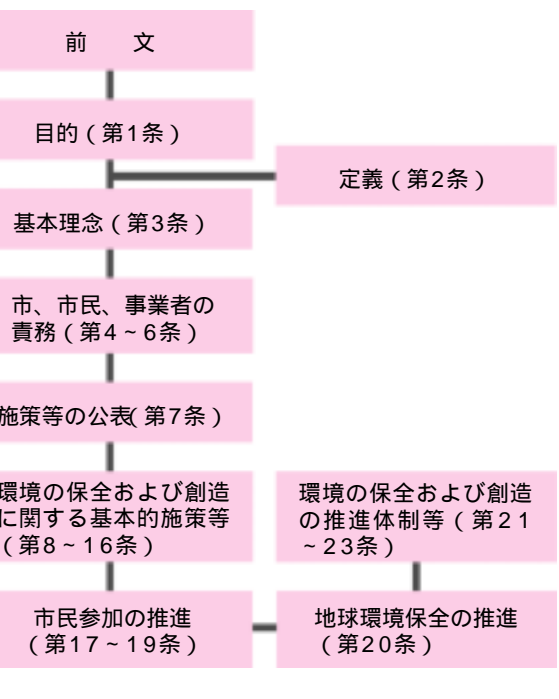 前　　文
目的（第1条）
定義（第2条）
基本理念（第3条）
市、市民、事業者の
責務（第4～6条）
施策等の公表（第7条）
環境の保全および創造
に関する基本的施策等
（第8～16条）
市民参加の推進
（第17～19条）
地球環境保全の推進
（第20条）
環境の保全および創造
の推進体制等（第21
～23条）